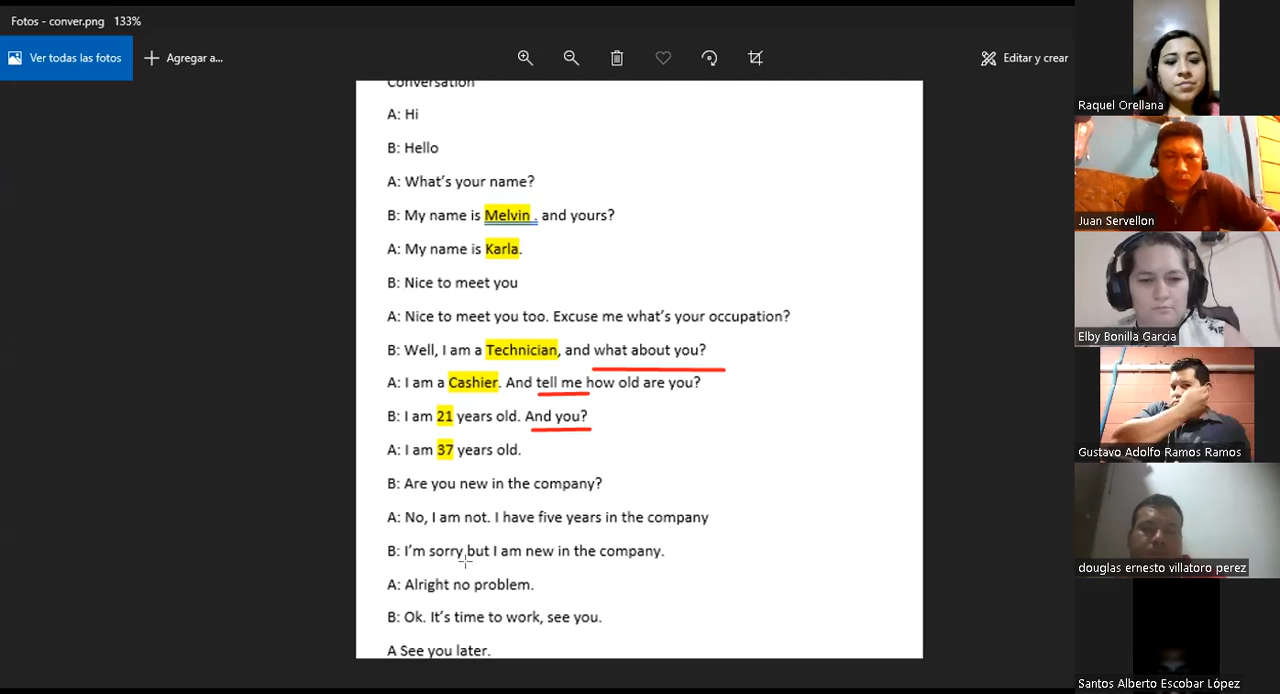 Fotos - conver.png 133%
Ver todas las fotos
Agregar a...
Editar y crear
Conversation
A: Hi
B: Hello
A: What's your name?
B: My name is Melvin . and yours?
A: My name is Karla.
B: Nice to meet you
A: Nice to meet you too. Excuse me what's your occupation?
B: Well, I am a Technician, and what about you?
A: I am a Cashier. And tell me how old are you?
B: I am 21 years old. And you?
A: I am 37 years old.
B: Are you new in the company?
A: No, I am not. I have five years in the company
B: I'm sorry but I am new in the company.
A: Alright no problem.
B: Ok. It's time to work, see you.
A See you later.
Raquel Orellana
Juan Servellon
Elby Bonilla Garcia
Gustavo Adolfo Ramos Ramos
douglas ernesto villatoro perez
Santos Alberto Escobar López